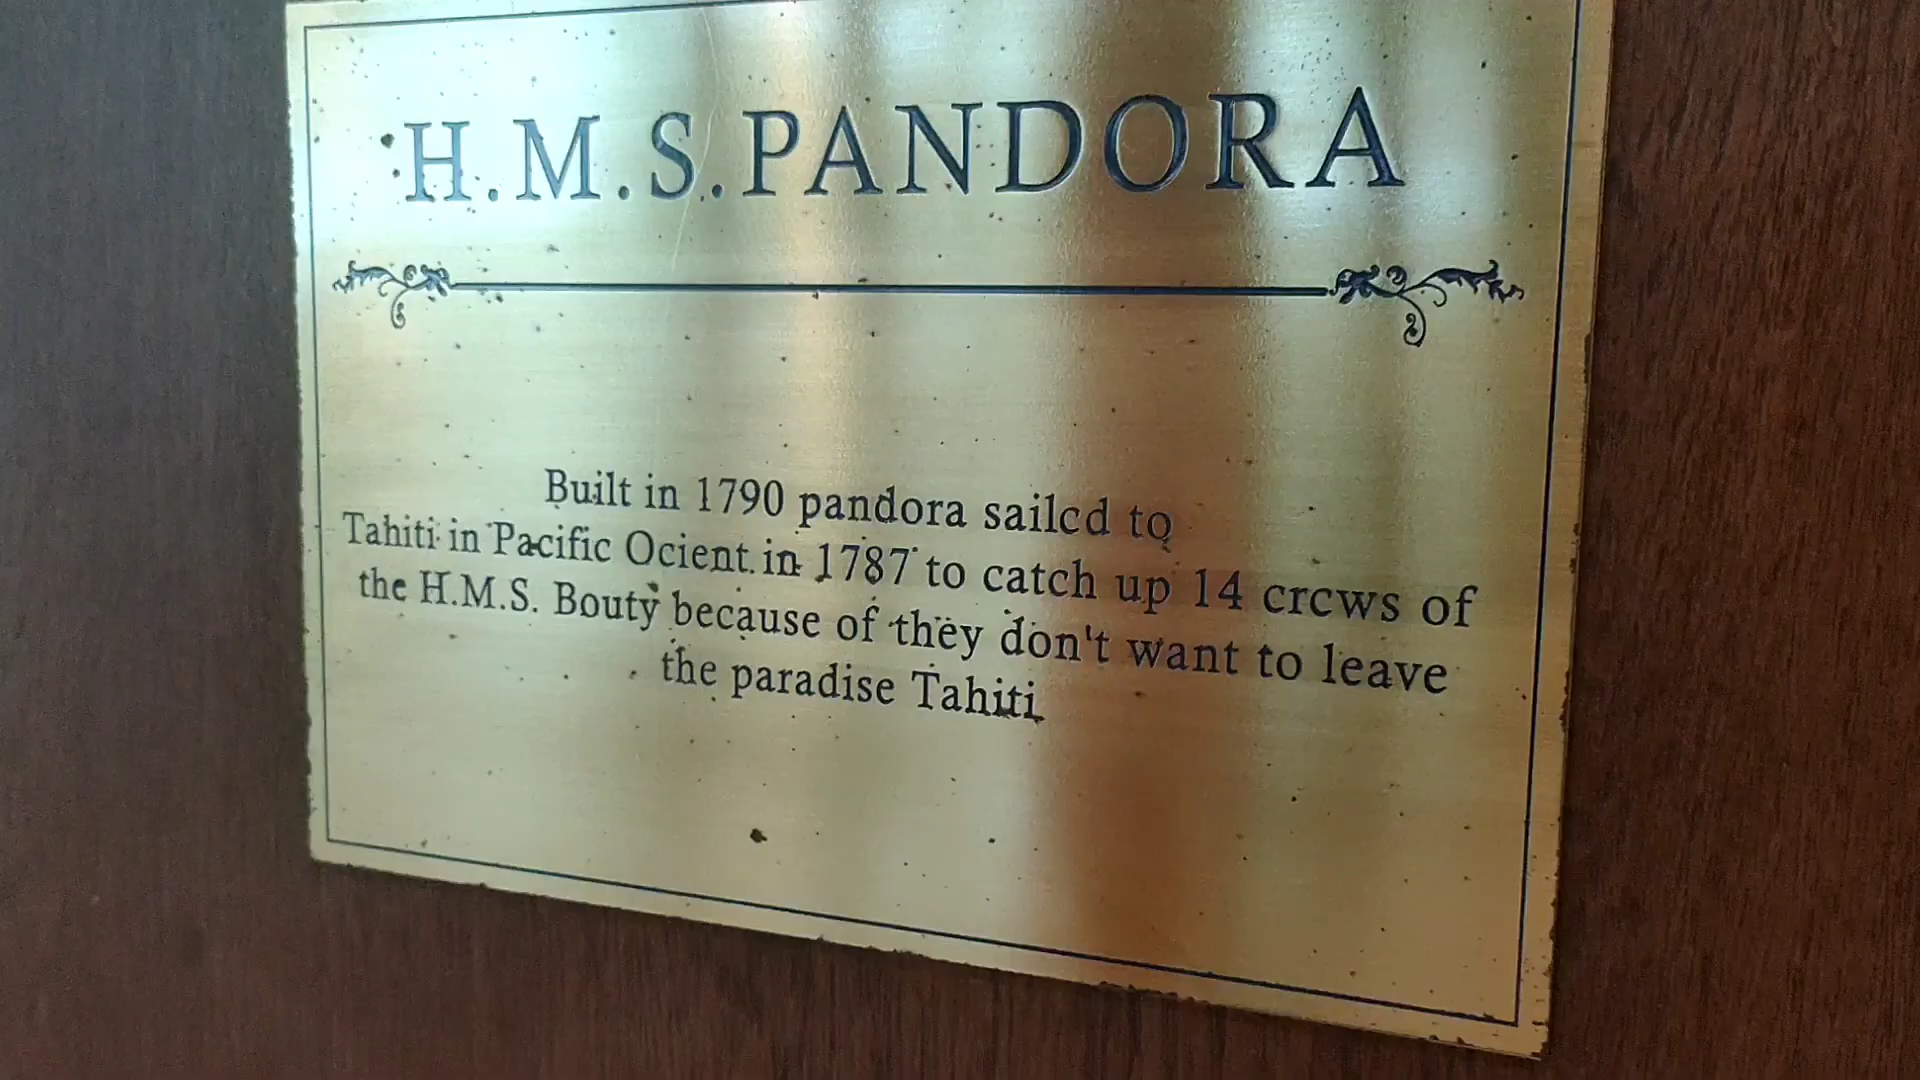 H.M.S.PANDORA
Built in 1790 pandora sailcd to
Tahiti in Pacific Ocient in 1787 to catch up 14 crcws of
the H.M.S. Bouty because of they don't want to leave
the paradise Tahiti